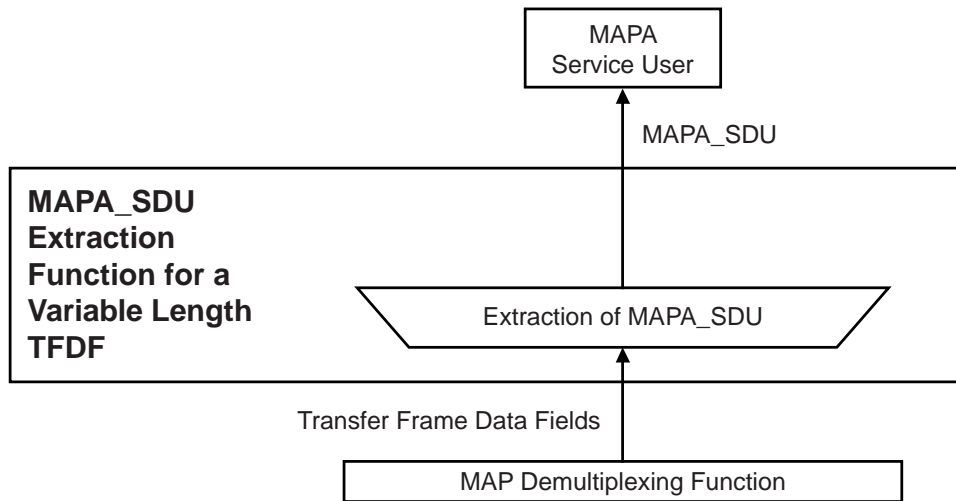 MAPA
Service User
MAPA_SDU
MAPA_SDU
Extraction
Function for a
Variable Length
TFDF
Extraction of MAPA_SDU
Transfer Frame Data Fields
MAP Demultiplexing Function